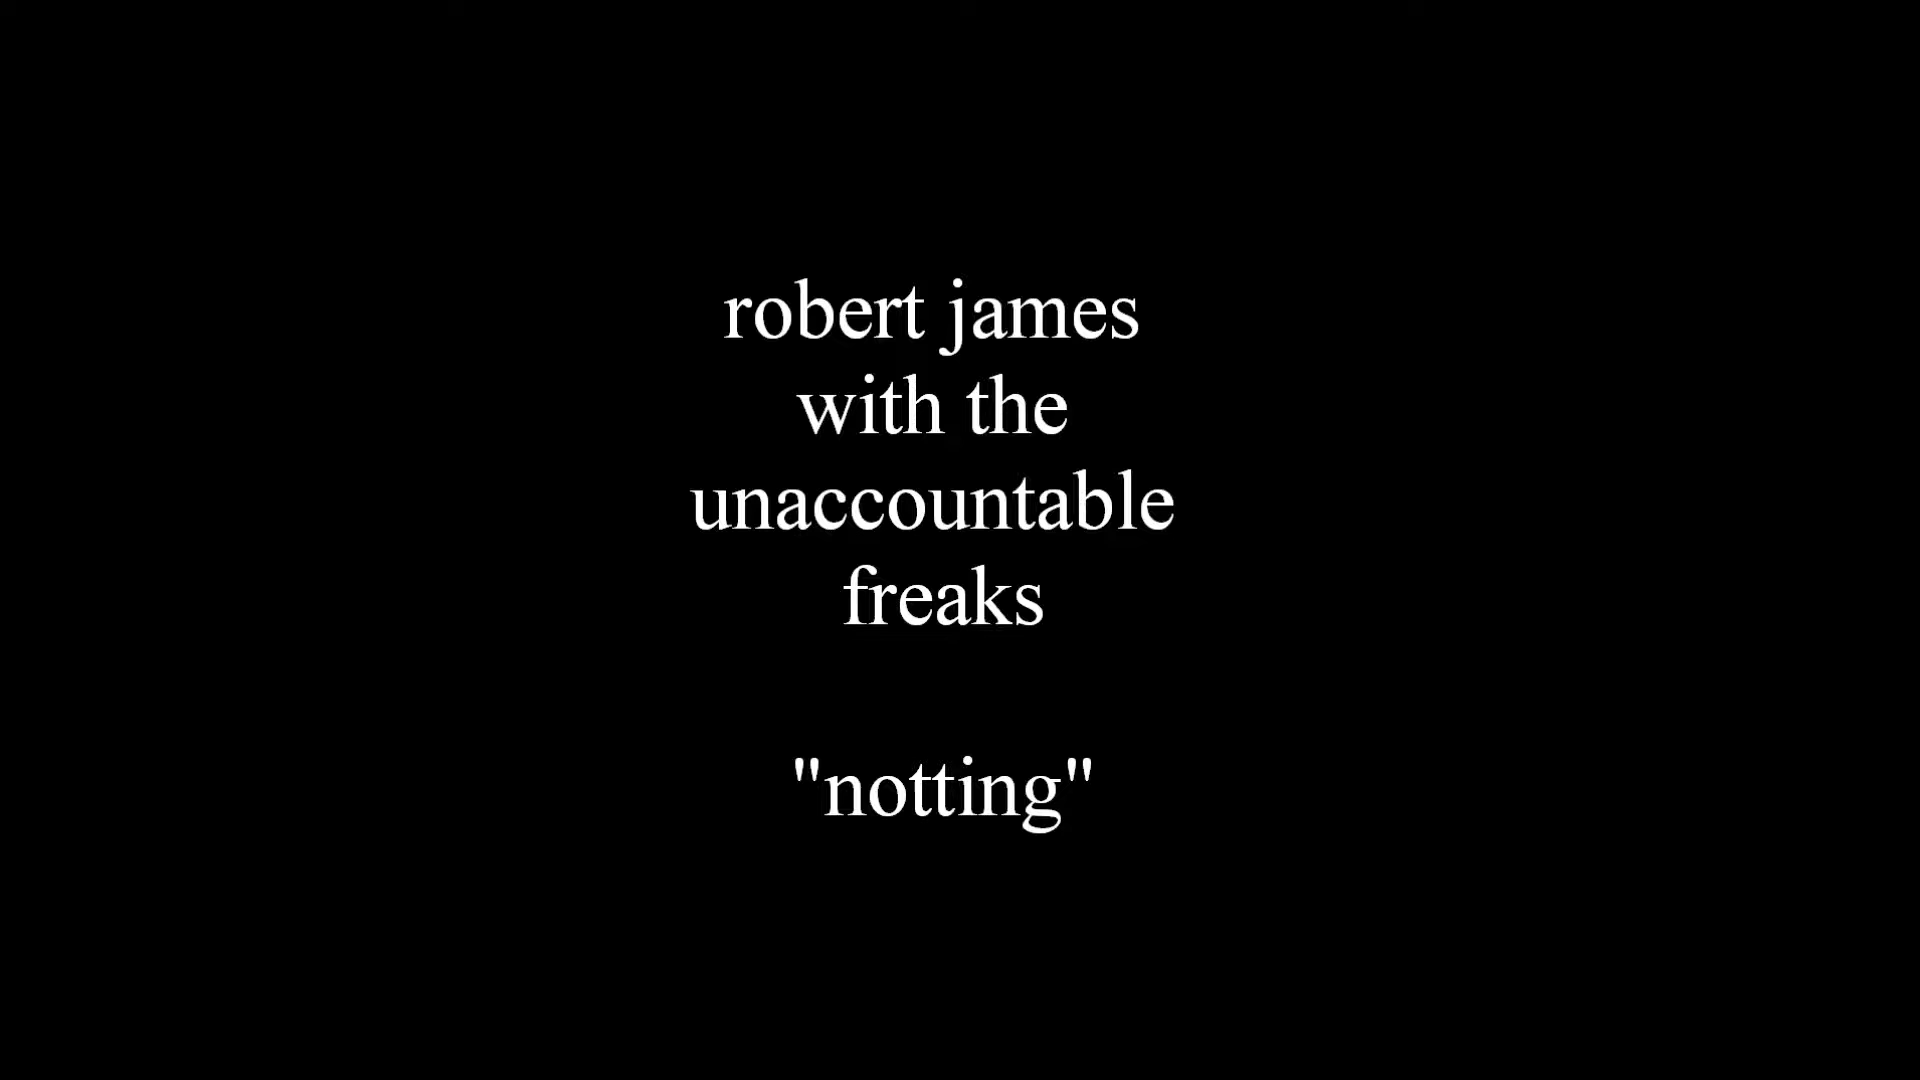 robert james
with the
unaccountable
freaks
"notting"